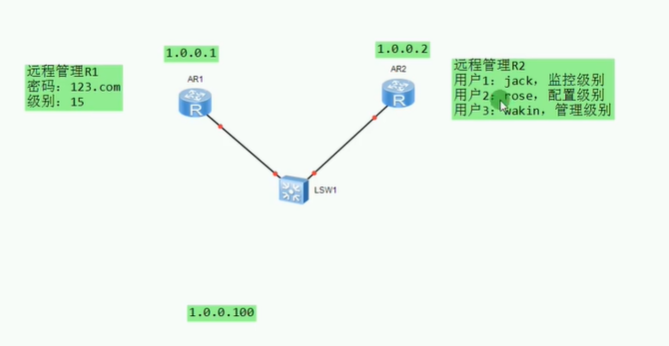 1.0.0.1
1.0.0.2
远程管理R1
密码: 123.com
级别: 15
AR1
R
AR2
R
远程管理R2
用户1: jack, 监控级别
用户2: rose, 配置级别
用户3: wakin, 管理级别
LSW1
1.0.0.100